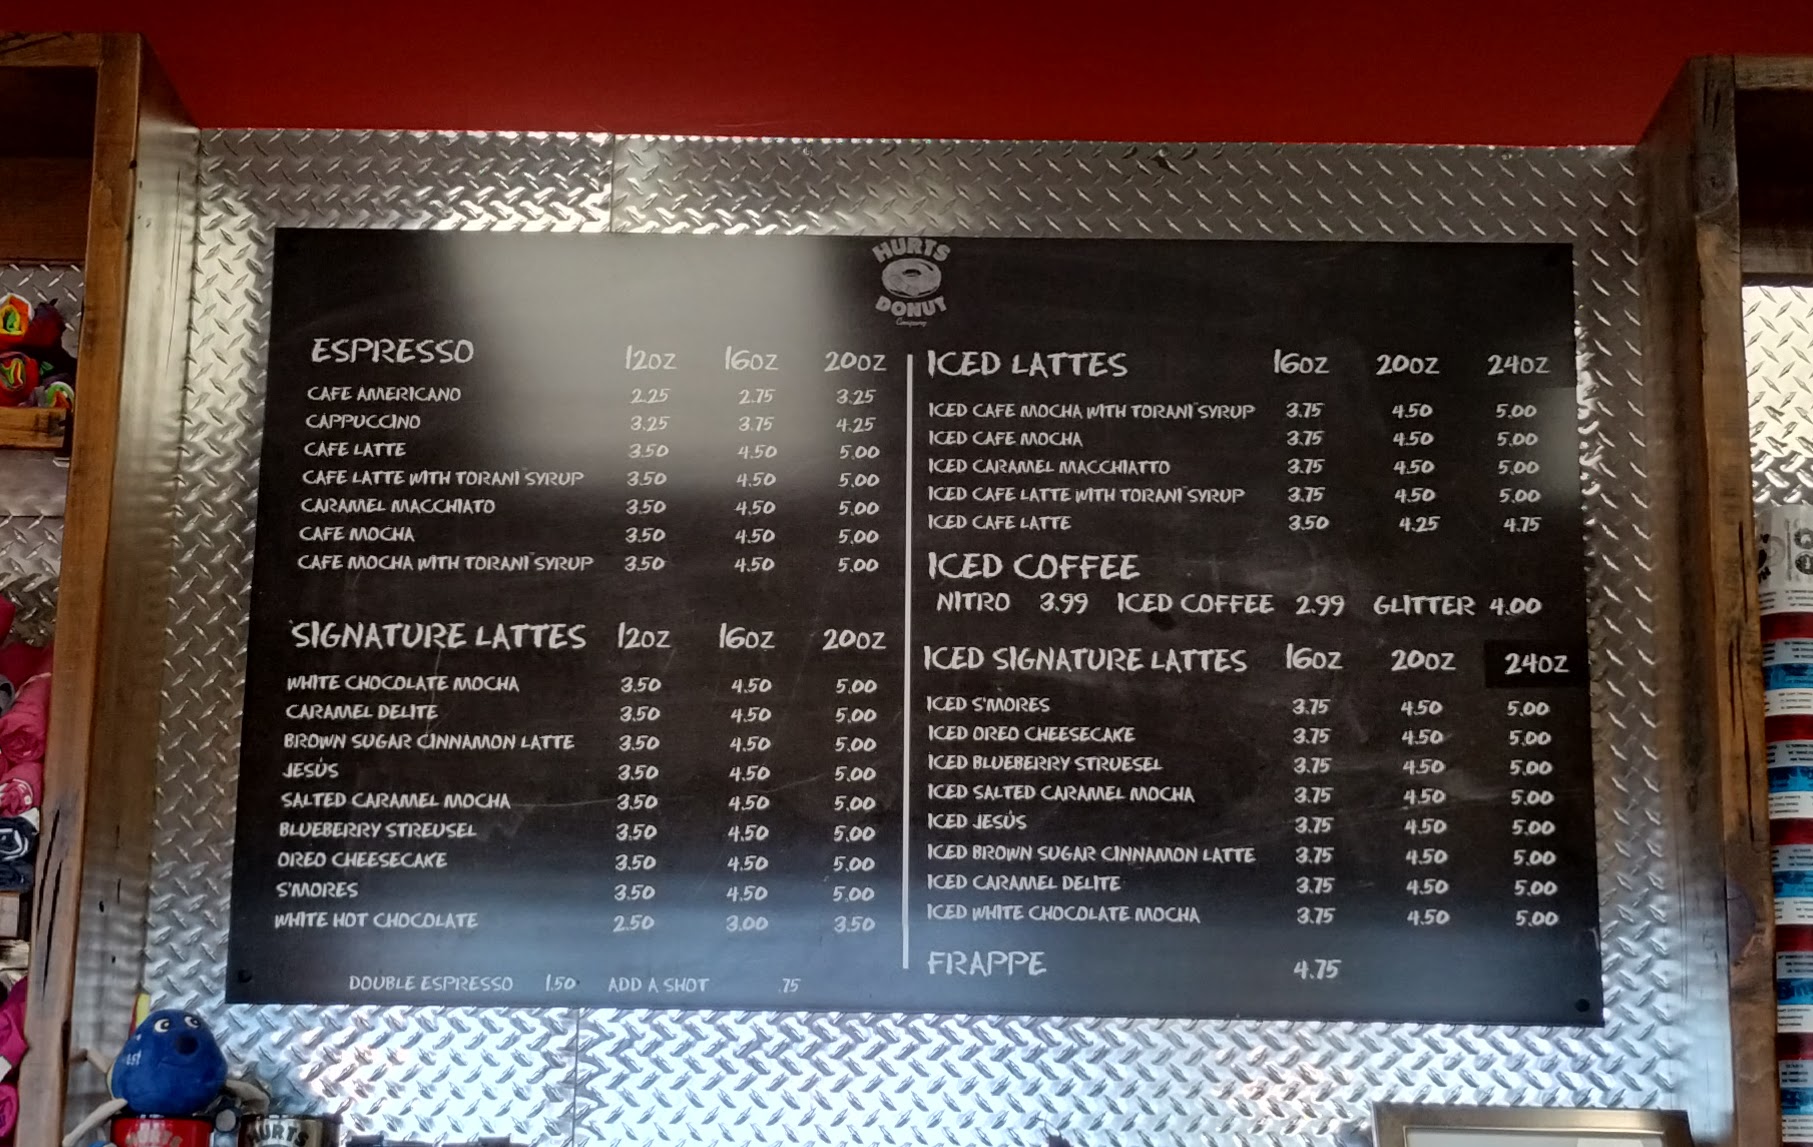 HURTS
DONUT
Company
ESPRESSO 12OZ 16OZ 20OZ
CAFE AMERICANO 2.25 2.75 3.25
CAPPUCCINO 3.25 3.75 4.25
CAFE LATTE 3.50 4.50 5.00
CAFE LATTE WITH TORANI™ SYRUP 3.50 4.50 5.00
CARAMEL MACCHIATO 3.50 4.50 5.00
CAFE MOCHA 3.50 4.50 5.00
CAFE MOCHA WITH TORANI™ SYRUP 3.50 4.50 5.00
SIGNATURE LATTES 12OZ 16OZ 20OZ
WHITE CHOCOLATE MOCHA 3.50 4.50 5.00
CARAMEL DELITE 3.50 4.50 5.00
BROWN SUGAR CINNAMON LATTE 3.50 4.50 5.00
JESÚS 3.50 4.50 5.00
SALTED CARAMEL MOCHA 3.50 4.50 5.00
BLUEBERRY STREUSEL 3.50 4.50 5.00
OREO CHEESECAKE 3.50 4.50 5.00
S'MORES 3.50 4.50 5.00
WHITE HOT CHOCOLATE 2.50 3.00 3.50
DOUBLE ESPRESSO 1.50 ADD A SHOT .75
ICED LATTES 16OZ 20OZ 24OZ
ICED CAFE MOCHA WITH TORANI™ SYRUP 3.75 4.50 5.00
ICED CAFE MOCHA 3.75 4.50 5.00
ICED CARAMEL MACCHIATTO 3.75 4.50 5.00
ICED CAFE LATTE WITH TORANI™ SYRUP 3.75 4.50 5.00
ICED CAFE LATTE 3.50 4.25 4.75
ICED COFFEE
NITRO 3.99 ICED COFFEE 2.99 GLITTER 4.00
ICED SIGNATURE LATTES 16OZ 20OZ 24OZ
ICED S'MORES 3.75 4.50 5.00
ICED OREO CHEESECAKE 3.75 4.50 5.00
ICED BLUEBERRY STRUESEL 3.75 4.50 5.00
ICED SALTED CARAMEL MOCHA 3.75 4.50 5.00
ICED JESÚS 3.75 4.50 5.00
ICED BROWN SUGAR CINNAMON LATTE 3.75 4.50 5.00
ICED CARAMEL DELITE 3.75 4.50 5.00
ICED WHITE CHOCOLATE MOCHA 3.75 4.50 5.00
FRAPPE 4.75
HURTS
HURTS